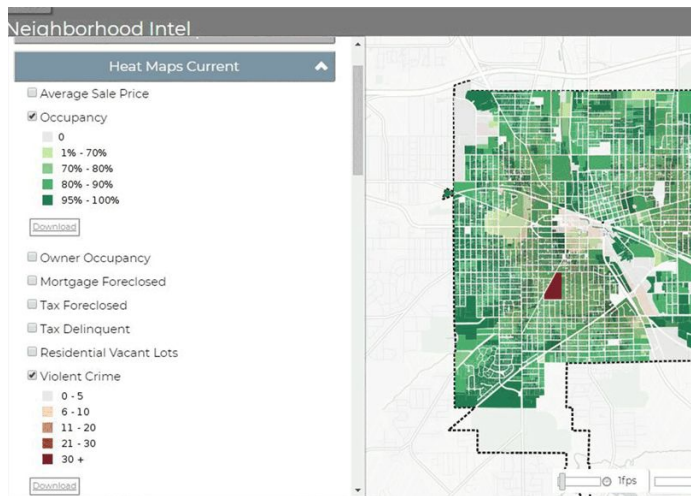 Neighborhood Intel
Heat Maps Current
Average Sale Price
Occupancy
0
1% - 70%
70% - 80%
80% - 90%
95% - 100%
Download
Owner Occupancy
Mortgage Foreclosed
Tax Foreclosed
Tax Delinquent
Residential Vacant Lots
Violent Crime
0 - 5
6 - 10
11 - 20
21 - 30
30 +
Download
1fps